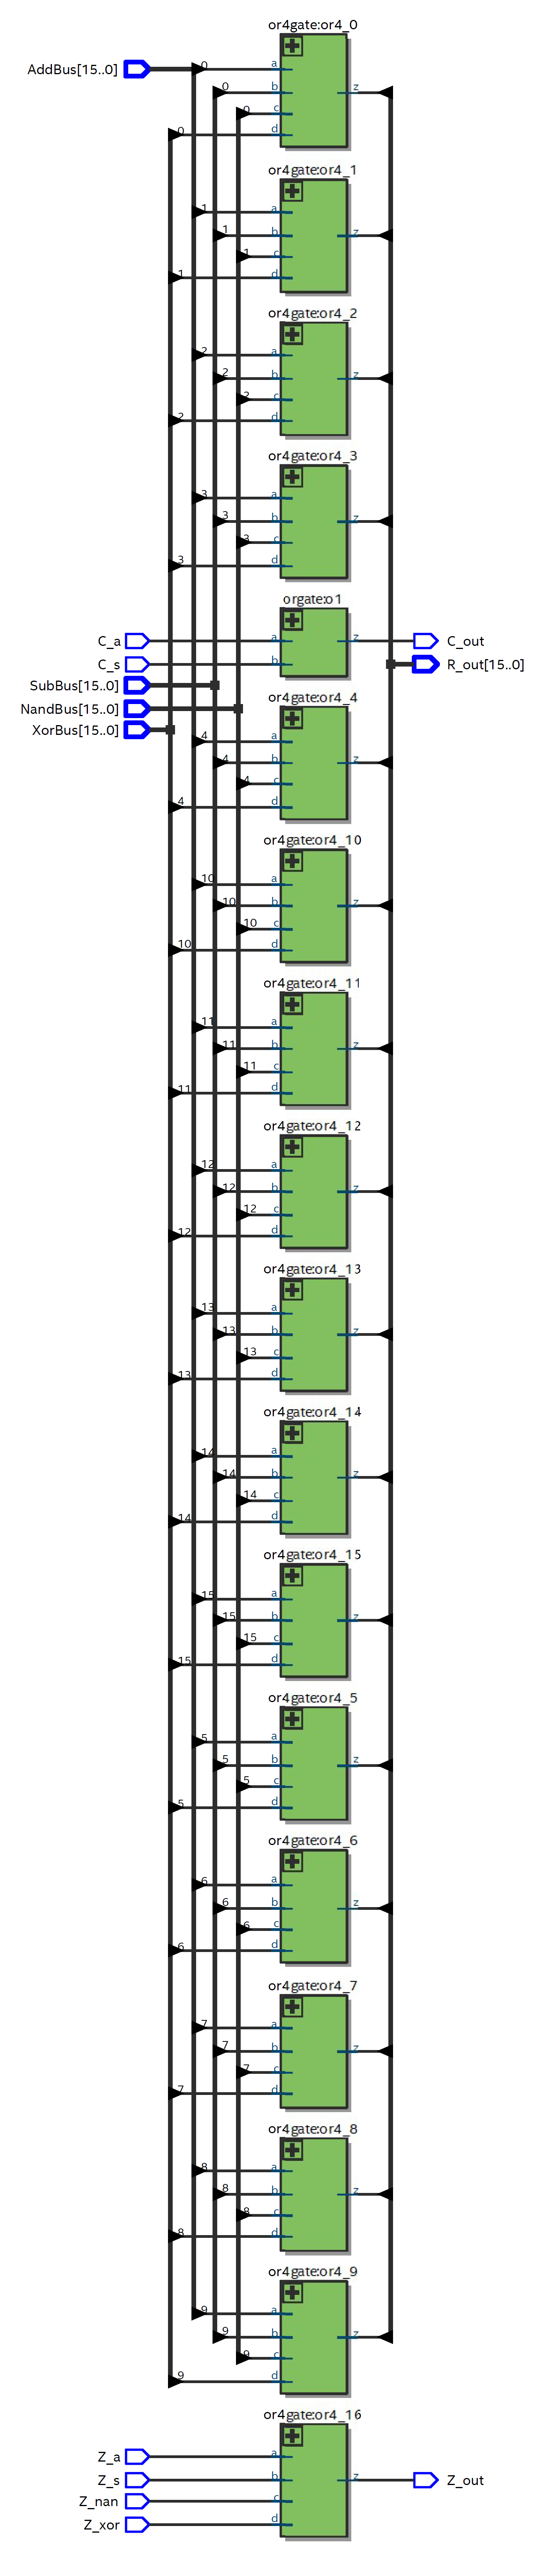 or4gate:or4_0
AddBus[15..0]
0 a
0 b z
0 c
0 d
or4gate:or4_1
1 a
1 b z
1 c
1 d
or4gate:or4_2
2 a
2 b z
2 c
2 d
or4gate:or4_3
3 a
3 b z
3 c
3 d
orgate:o1
C_a a z C_out
C_s b R_out[15..0]
SubBus[15..0]
or4gate:or4_4
NandBus[15..0]
XorBus[15..0]
4 a
4 b z
4 c
4 d
or4gate:or4_10
10 a
10 b z
10 c
10 d
or4gate:or4_11
11 a
11 b z
11 c
11 d
or4gate:or4_12
12 a
12 b z
12 c
12 d
or4gate:or4_13
13 a
13 b z
13 c
13 d
or4gate:or4_14
14 a
14 b z
14 c
14 d
or4gate:or4_15
15 a
15 b z
15 c
15 d
or4gate:or4_5
5 a
5 b z
5 c
5 d
or4gate:or4_6
6 a
6 b z
6 c
6 d
or4gate:or4_7
7 a
7 b z
7 c
7 d
or4gate:or4_8
8 a
8 b z
8 c
8 d
or4gate:or4_9
9 a
9 b z
9 c
9 d
or4gate:or4_16
Z_a a
Z_s b z Z_out
Z_nan c
Z_xor d